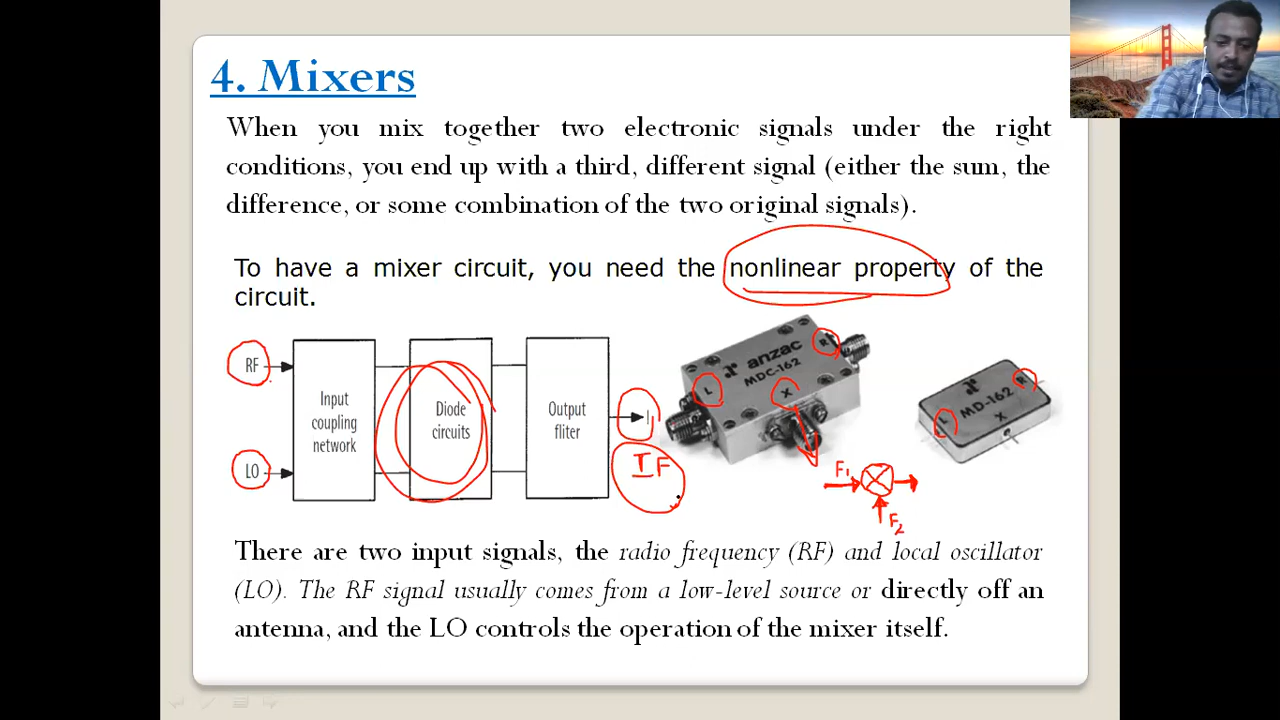 4. Mixers
When you mix together two electronic signals under the right
conditions, you end up with a third, different signal (either the sum, the
difference, or some combination of the two original signals).
To have a mixer circuit, you need the nonlinear property of the
circuit.
RF
LO
Input
coupling
network
Diode
circuits
Output
fliter
I
IF
anzac
MDC-162
L
R
X
MD-162
L
R
X
F1
F2
There are two input signals, the radio frequency (RF) and local oscillator
(LO). The RF signal usually comes from a low-level source or directly off an
antenna, and the LO controls the operation of the mixer itself.